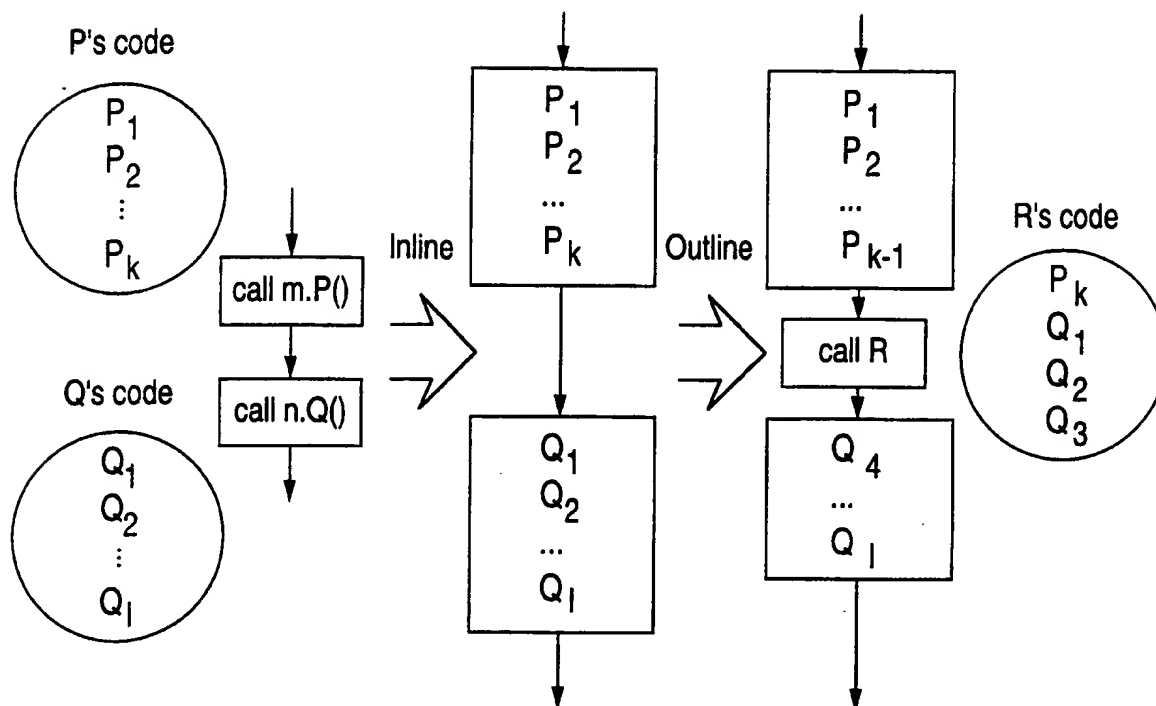 P's code
P1
P2
...
Pk
call m.P()
call n.Q()
Q's code
Q1
Q2
...
Ql
Inline
P1
P2
...
Pk
Q1
Q2
...
Ql
Outline
P1
P2
...
Pk-1
call R
Q4
...
Ql
R's code
Pk
Q1
Q2
Q3